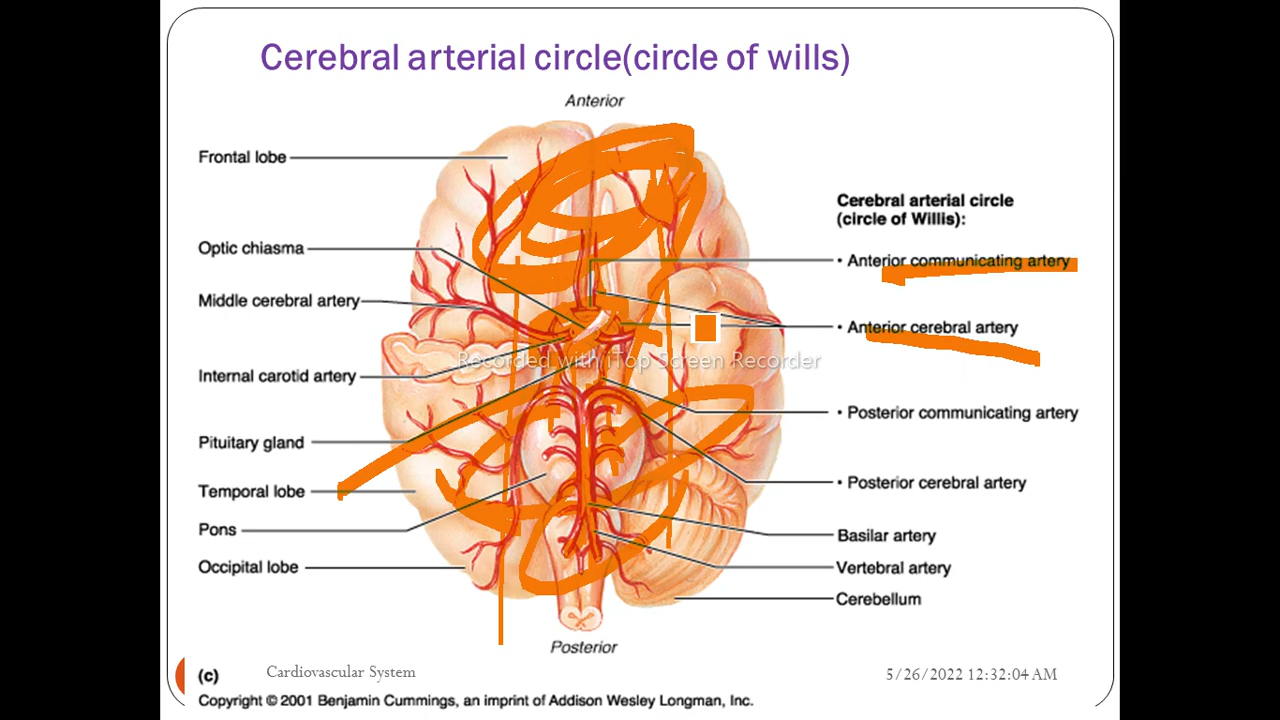 Cerebral arterial circle(circle of wills)
Anterior
Frontal lobe
Optic chiasma
Middle cerebral artery
Internal carotid artery
Pituitary gland
Temporal lobe
Pons
Occipital lobe
Cerebral arterial circle
(circle of Willis):
• Anterior communicating artery
• Anterior cerebral artery
• Posterior communicating artery
• Posterior cerebral artery
Basilar artery
Vertebral artery
Cerebellum
Recorded with iTop Screen Recorder
Posterior
(c)
Cardiovascular System
5/26/2022 12:32:04 AM
Copyright © 2001 Benjamin Cummings, an imprint of Addison Wesley Longman, Inc.